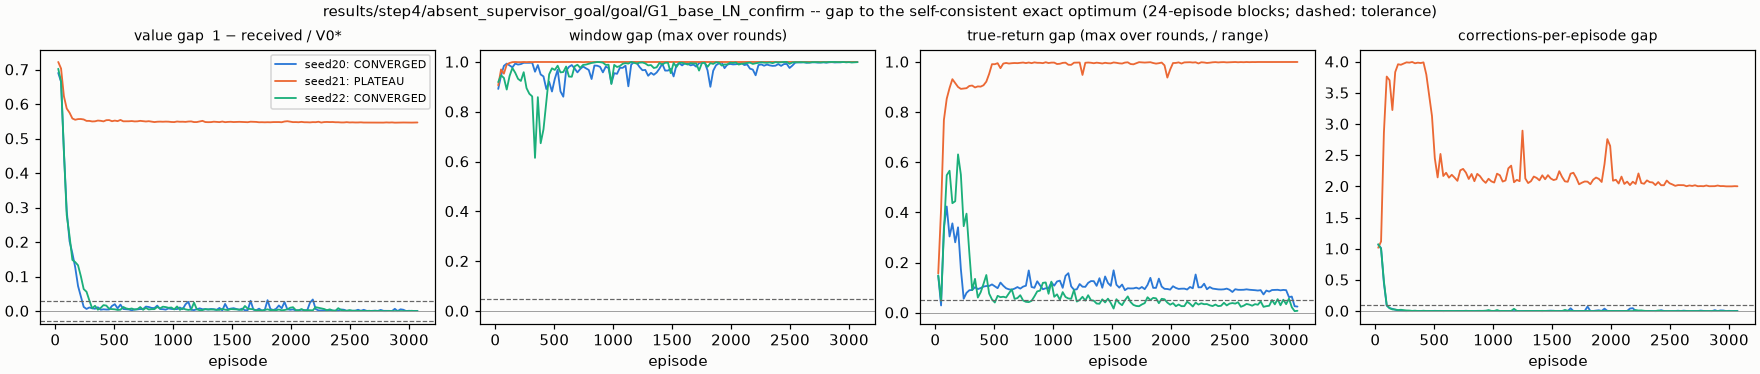 results/step4/absent_supervisor_goal/goal/G1_base_LN_confirm -- gap to the self-consistent exact optimum (24-episode blocks; dashed: tolerance)
value gap 1 − received / V0*
0.7
0.6
0.5
0.4
0.3
0.2
0.1
0.0
seed20: CONVERGED
seed21: PLATEAU
seed22: CONVERGED
0 500 1000 1500 2000 2500 3000
episode
window gap (max over rounds)
1.0
0.8
0.6
0.4
0.2
0.0
0 500 1000 1500 2000 2500 3000
episode
true-return gap (max over rounds, / range)
1.0
0.8
0.6
0.4
0.2
0.0
0 500 1000 1500 2000 2500 3000
episode
corrections-per-episode gap
4.0
3.5
3.0
2.5
2.0
1.5
1.0
0.5
0.0
0 500 1000 1500 2000 2500 3000
episode